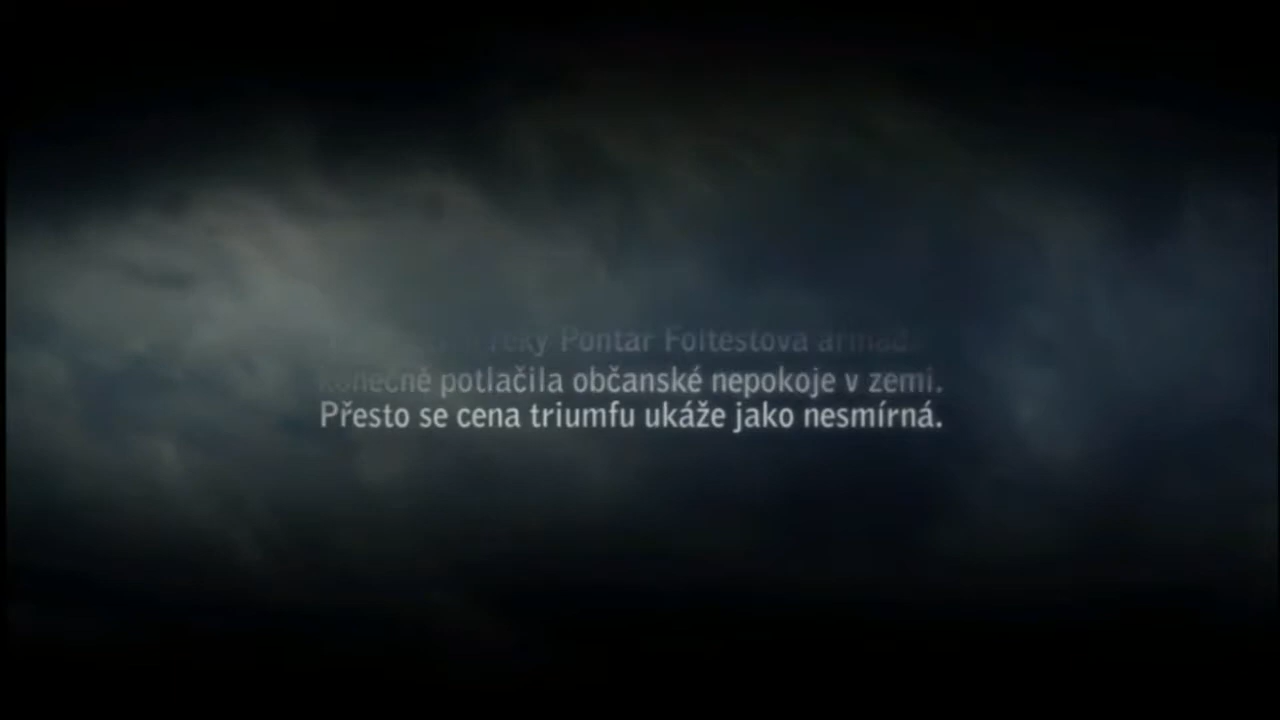 řeky Pontar Foltestova armáda
konečně potlačila občanské nepokoje v zemi.
Přesto se cena triumfu ukáže jako nesmírná.